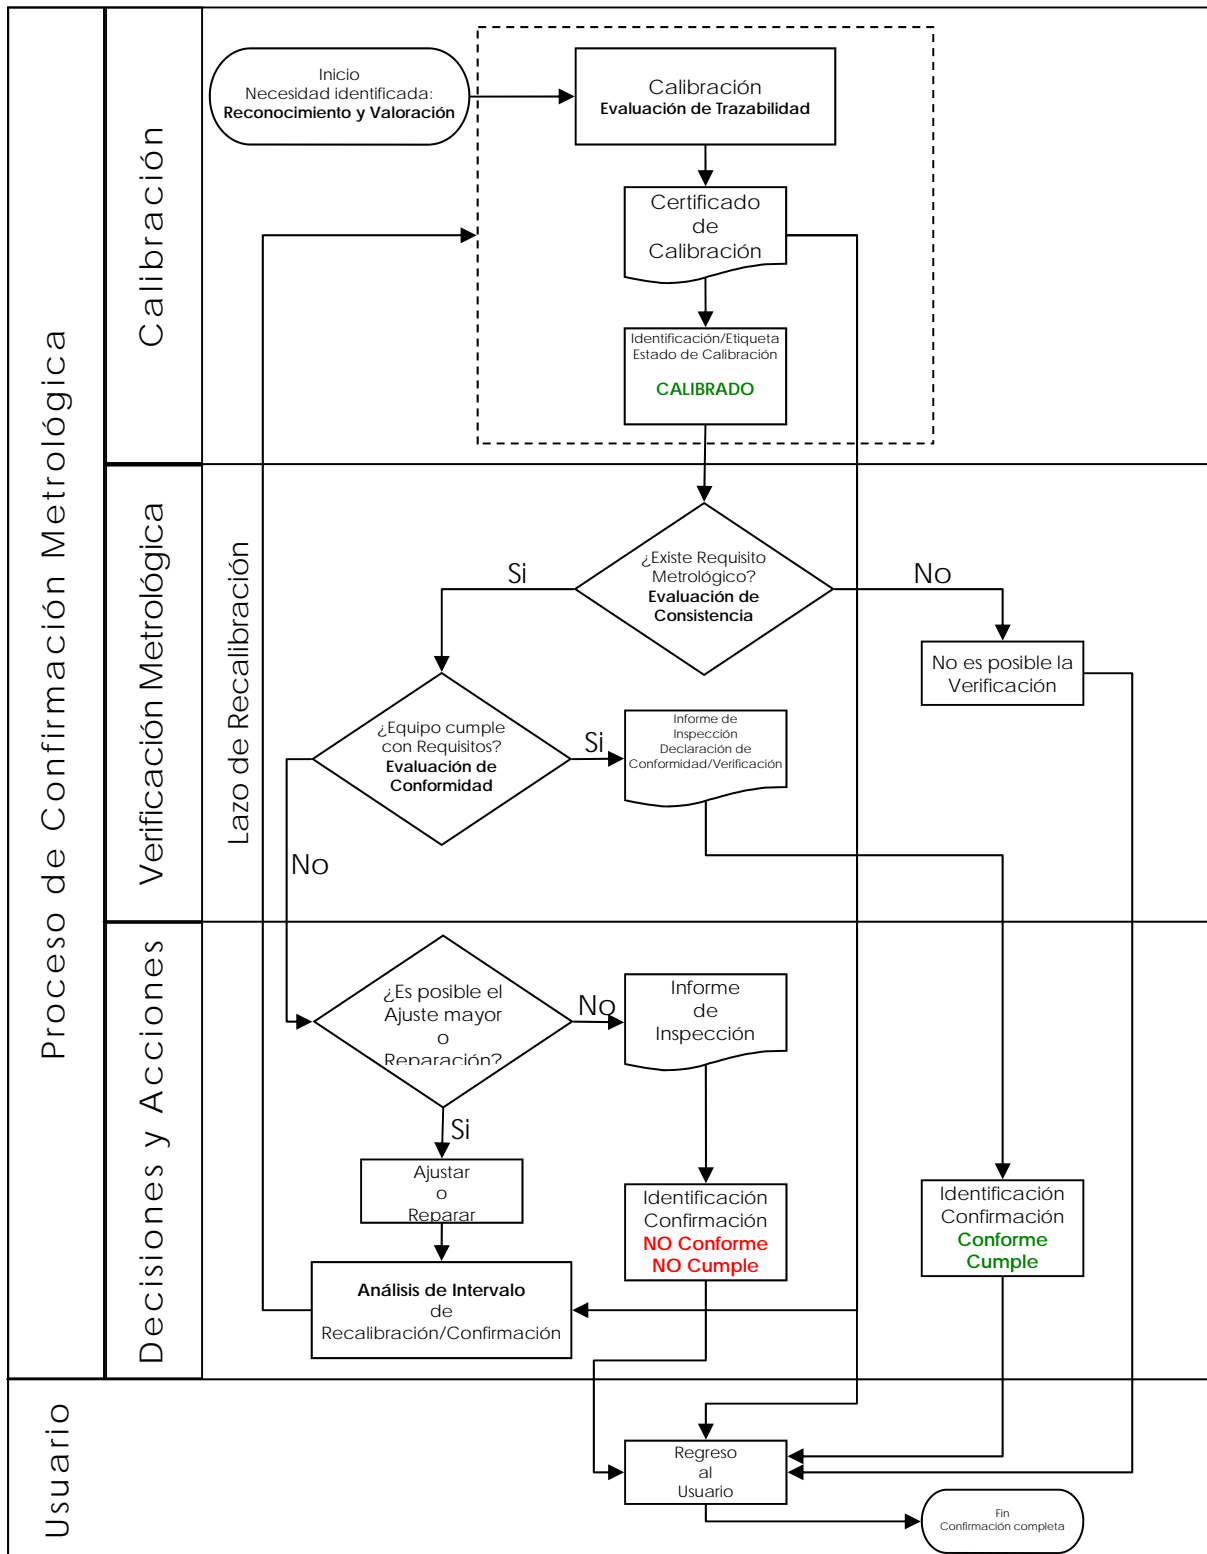 Proceso de Confirmación Metrológica
Calibración
Inicio
Necesidad identificada:
Reconocimiento y Valoración
Calibración
Evaluación de Trazabilidad
Certificado
de
Calibración
Identificación/Etiqueta
Estado de Calibración
CALIBRADO
Verificación Metrológica
Lazo de Recalibración
¿Existe Requisito
Metrológico?
Evaluación de
Consistencia
Si
No
No es posible la
Verificación
¿Equipo cumple
con Requisitos?
Evaluación de
Conformidad
Si
Informe de
Inspección
Declaración de
Conformidad/Verificación
No
Decisiones y Acciones
¿Es posible el
Ajuste mayor
o
Reparación?
No
Informe
de
Inspección
Si
Ajustar
o
Reparar
Identificación
Confirmación
NO Conforme
NO Cumple
Identificación
Confirmación
Conforme
Cumple
Análisis de Intervalo
de
Recalibración/Confirmación
Usuario
Regreso
al
Usuario
Fin
Confirmación completa